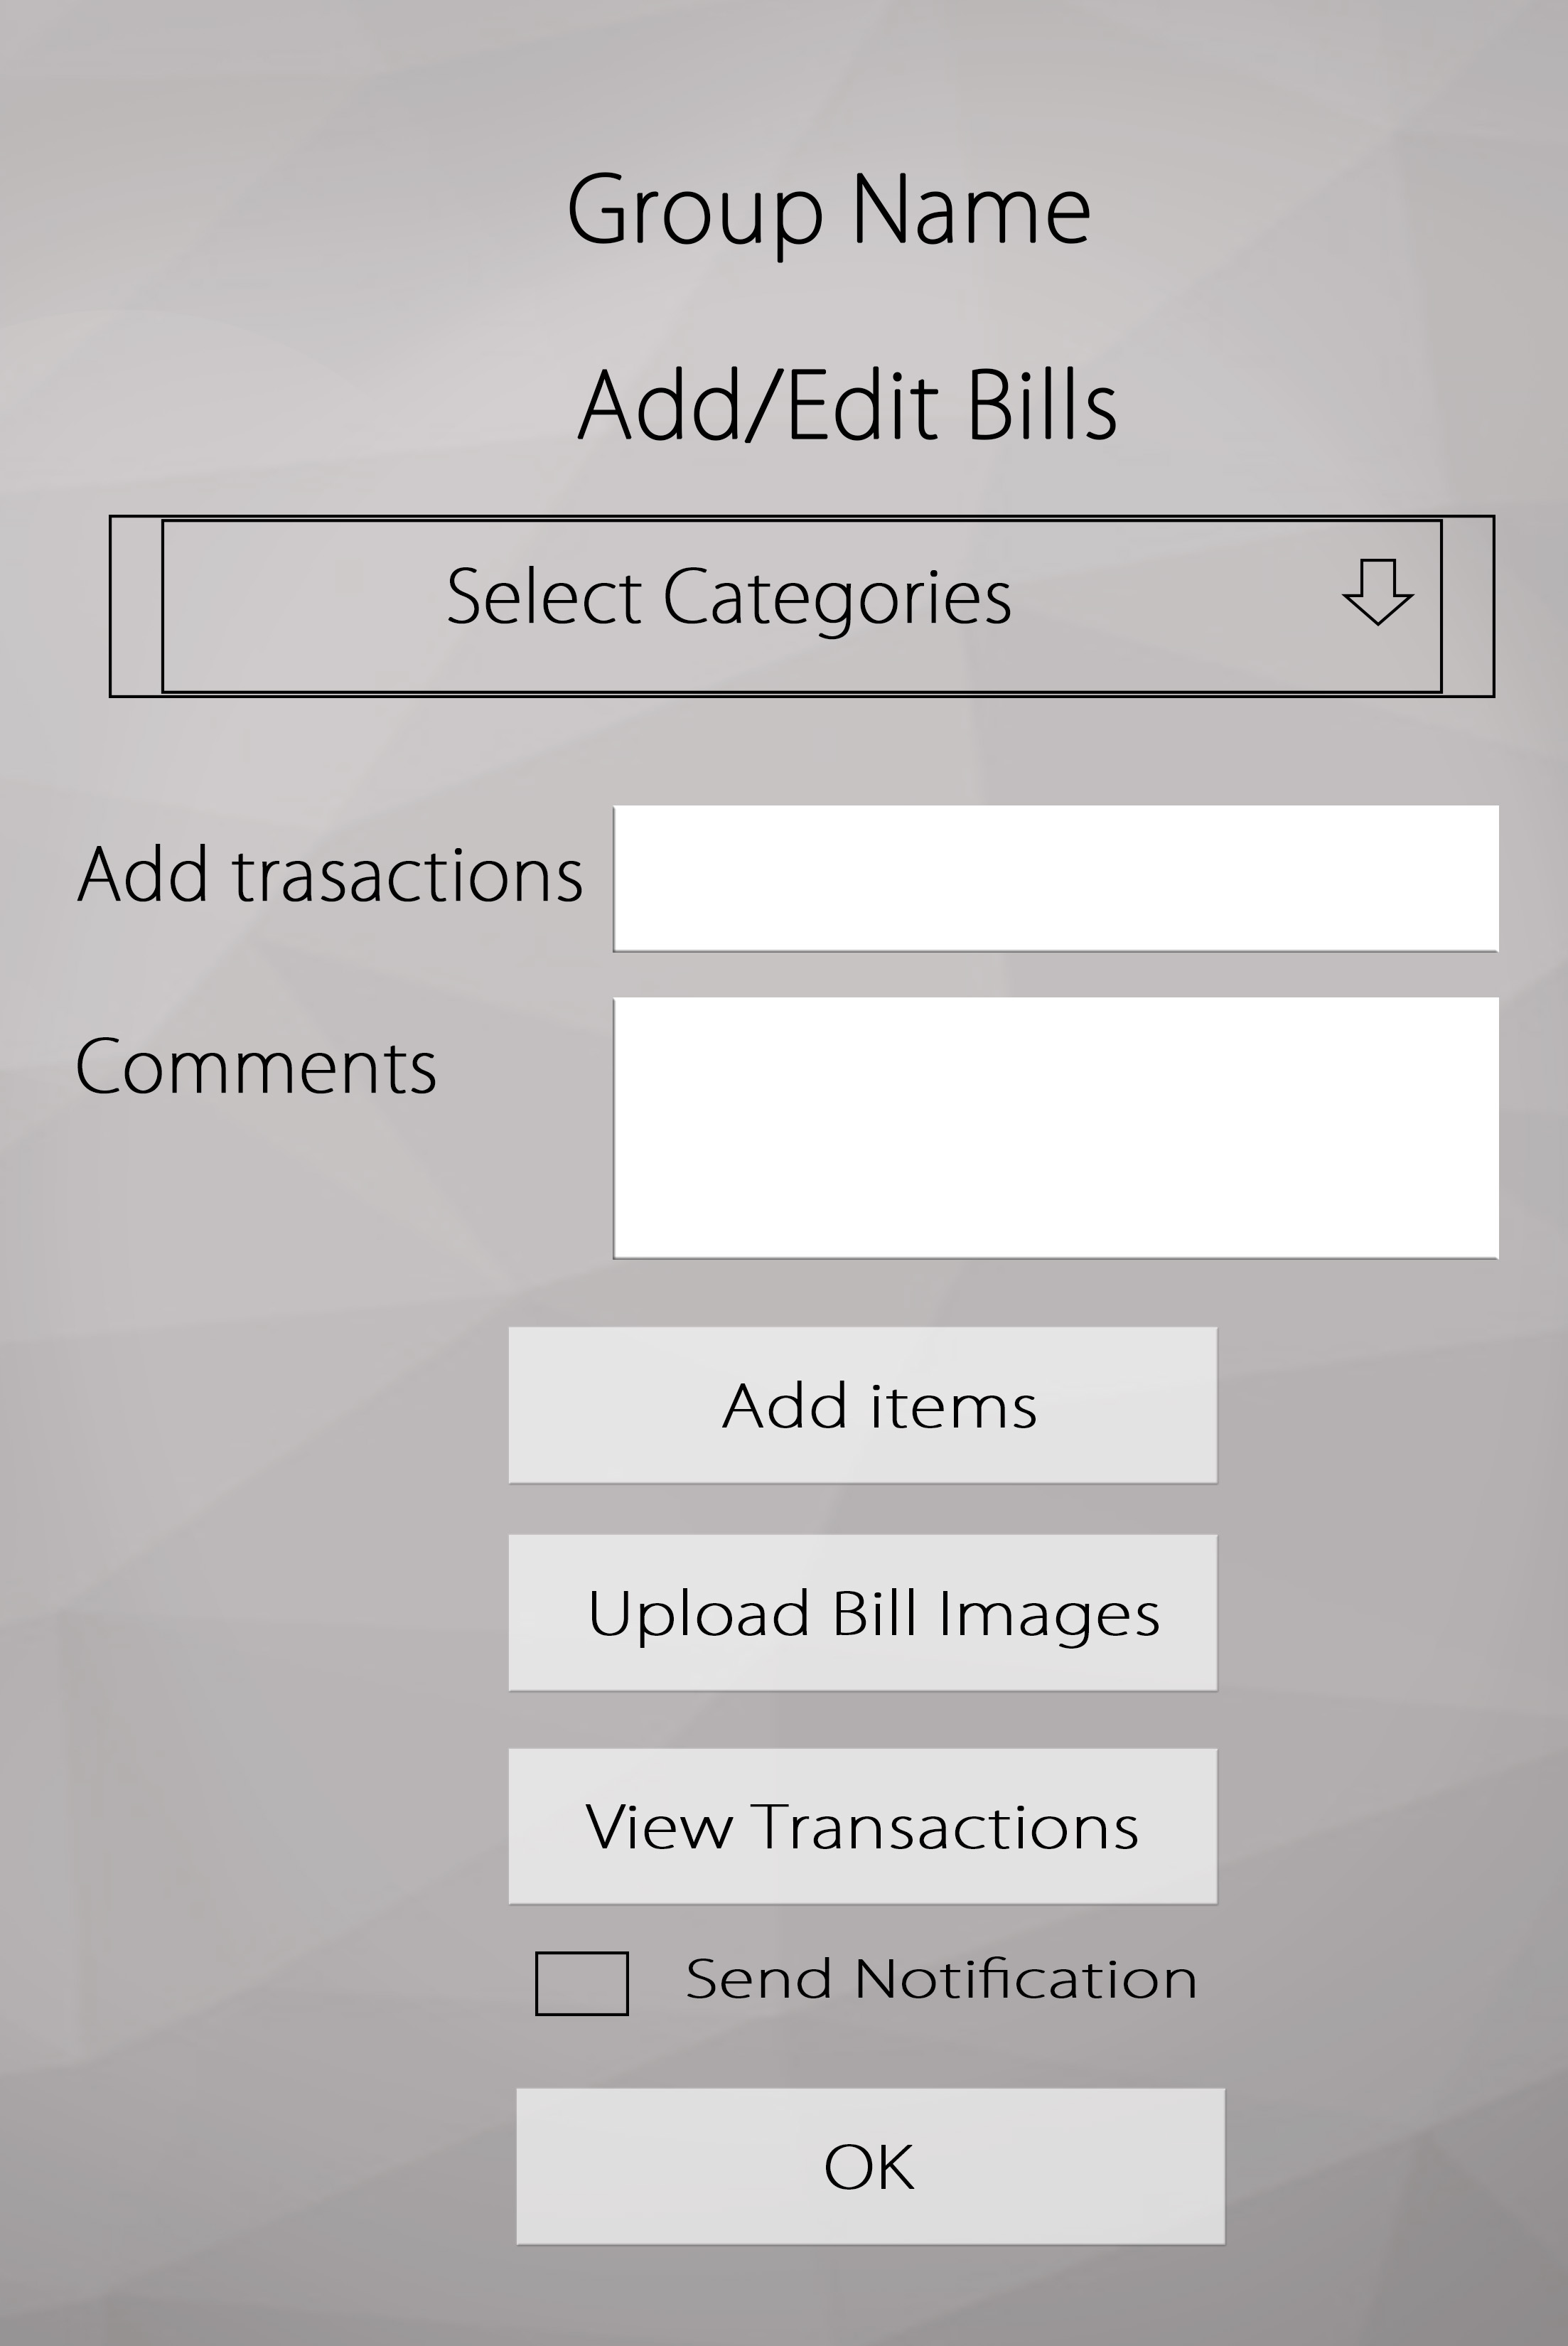 Group Name
Add/Edit Bills
Select Categories
Add trasactions
Comments
Add items
Upload Bill Images
View Transactions
Send Notification
OK